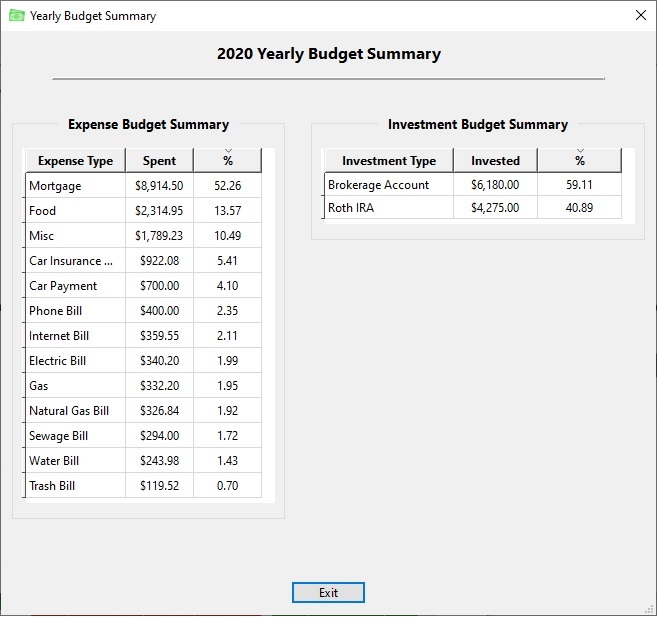 Yearly Budget Summary
2020 Yearly Budget Summary
Expense Budget Summary
Expense Type Spent %
Mortgage $8,914.50 52.26
Food $2,314.95 13.57
Misc $1,789.23 10.49
Car Insurance ... $922.08 5.41
Car Payment $700.00 4.10
Phone Bill $400.00 2.35
Internet Bill $359.55 2.11
Electric Bill $340.20 1.99
Gas $332.20 1.95
Natural Gas Bill $326.84 1.92
Sewage Bill $294.00 1.72
Water Bill $243.98 1.43
Trash Bill $119.52 0.70
Investment Budget Summary
Investment Type Invested %
Brokerage Account $6,180.00 59.11
Roth IRA $4,275.00 40.89
Exit